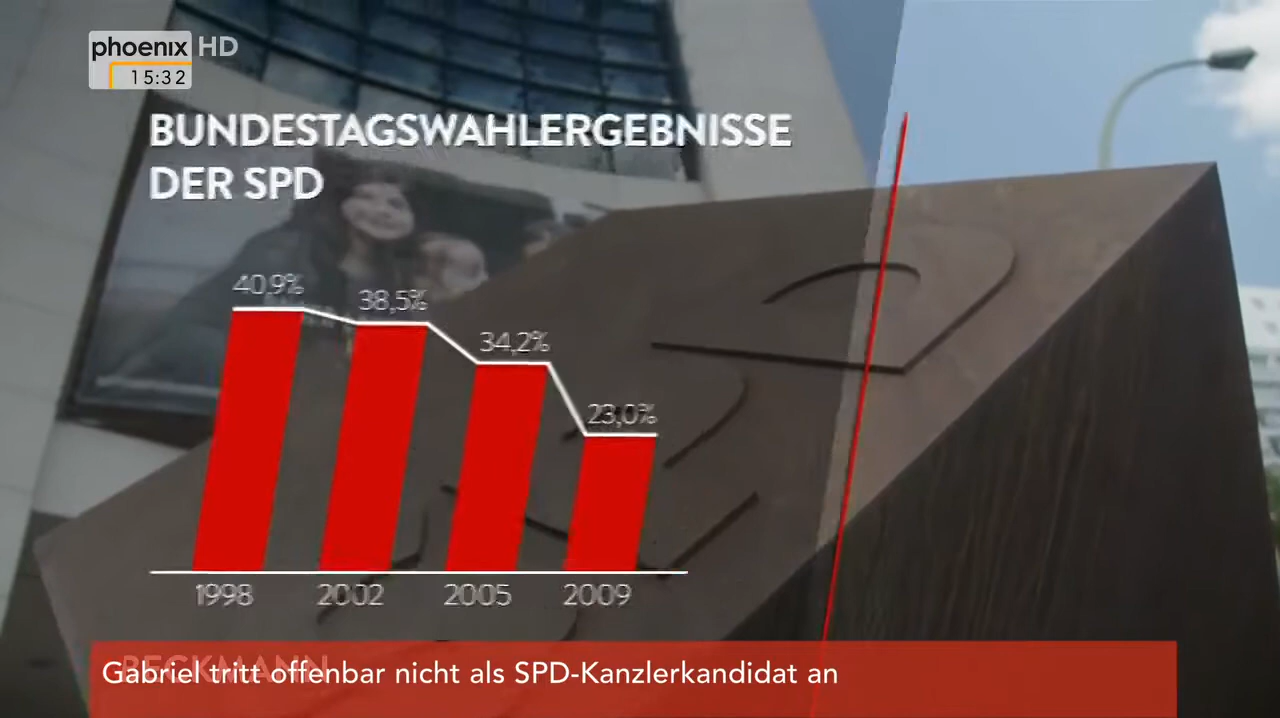 phoenix HD
15:32
BUNDESTAGSWAHLERGEBNISSE
DER SPD
40,9%
38,5%
34,2%
23,0%
1998 2002 2005 2009
BECKMANN
Gabriel tritt offenbar nicht als SPD-Kanzlerkandidat an